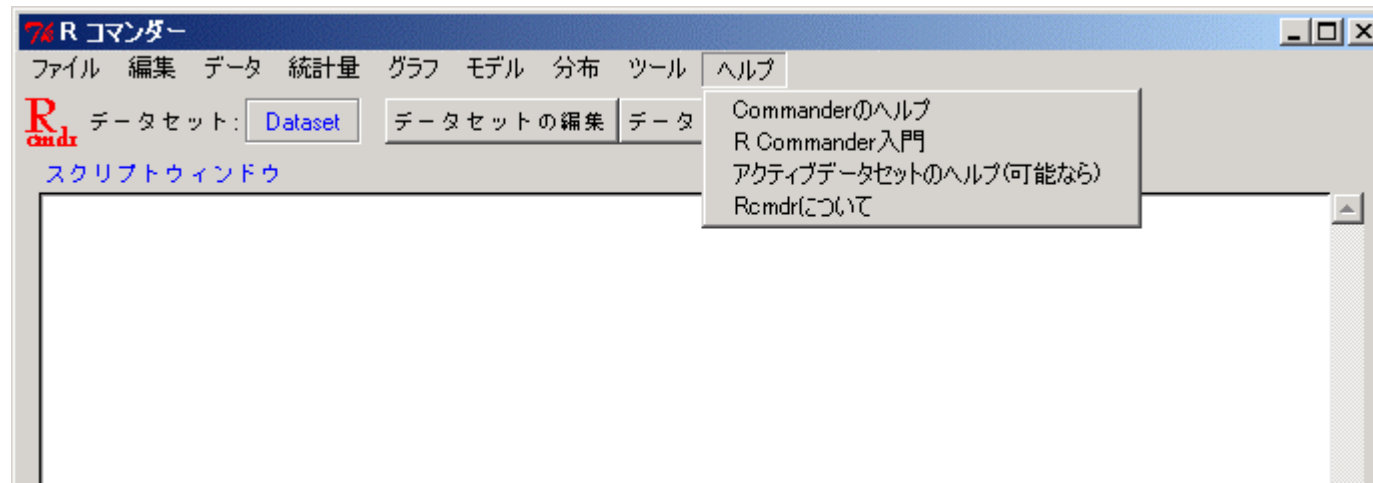 R コマンダー
ファイル 編集 データ 統計量 グラフ モデル 分布 ツール ヘルプ
R cmdr データセット: Dataset データセットの編集 データ
Commanderのヘルプ
R Commander入門
アクティブデータセットのヘルプ(可能なら)
Rcmdrについて
スクリプトウィンドウ